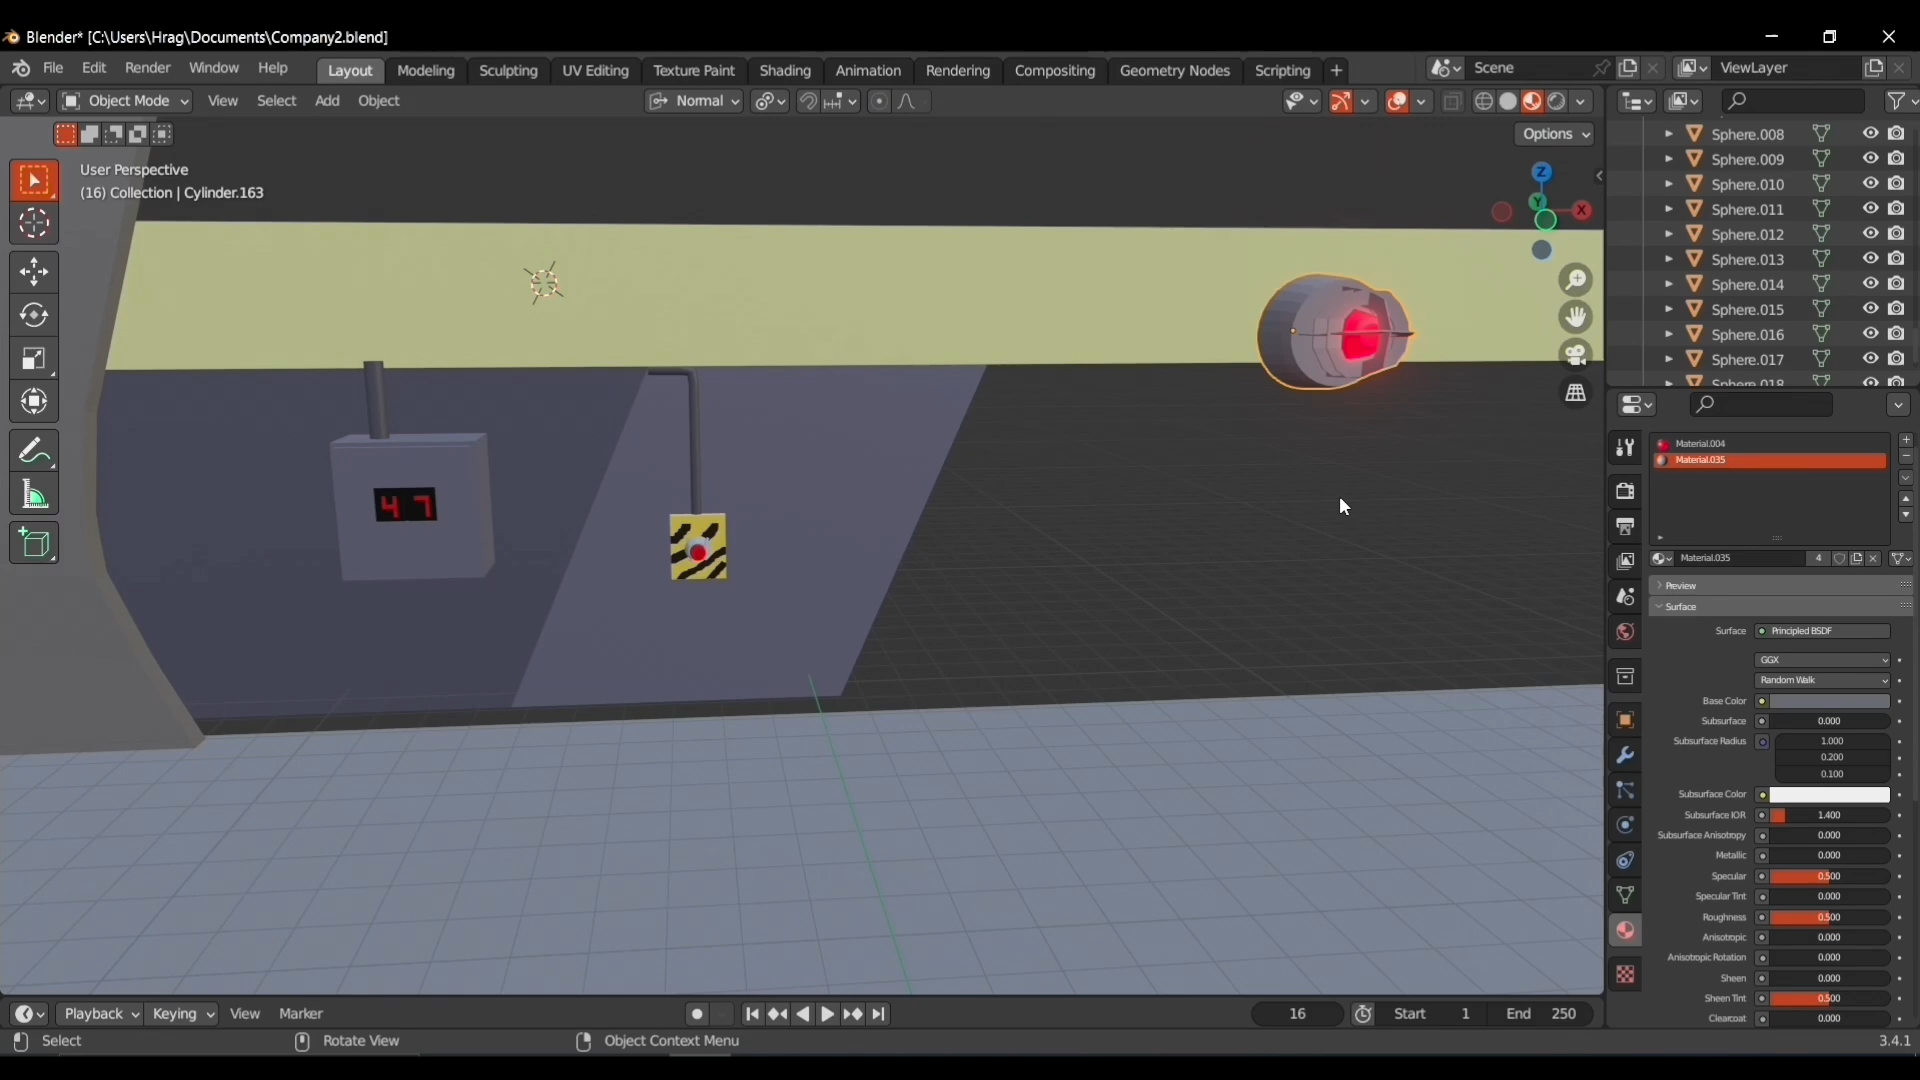 Blender* [C:\Users\Hrag\Documents\Company2.blend]
File Edit Render Window Help Layout Modeling Sculpting UV Editing Texture Paint Shading Animation Rendering Compositing Geometry Nodes Scripting + Scene ViewLayer
Object Mode View Select Add Object Normal
Options
User Perspective
(16) Collection | Cylinder.163
Z
Y
X
47
Sphere.008
Sphere.009
Sphere.010
Sphere.011
Sphere.012
Sphere.013
Sphere.014
Sphere.015
Sphere.016
Sphere.017
Sphere.018
Material.004
Material.035
Material.035 4
Preview
Surface
Surface Principled BSDF
GGX
Random Walk
Base Color
Subsurface 0.000
Subsurface Radius 1.000
0.200
0.100
Subsurface Color
Subsurface IOR 1.400
Subsurface Anisotropy 0.000
Metallic 0.000
Specular 0.500
Specular Tint 0.000
Roughness 0.500
Anisotropic 0.000
Anisotropic Rotation 0.000
Sheen 0.000
Sheen Tint 0.500
Clearcoat 0.000
Playback Keying View Marker 16 Start 1 End 250
Select Rotate View Object Context Menu 3.4.1